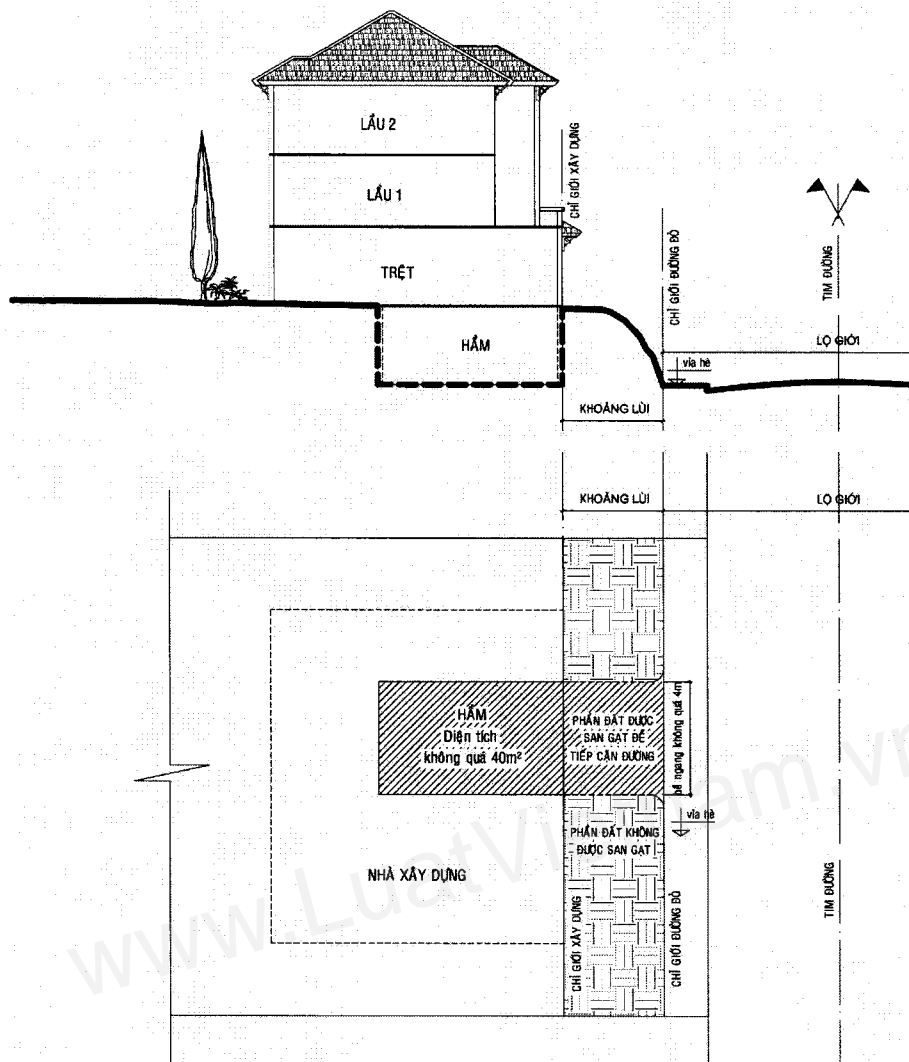 LẦU 2
LẦU 1
TRỆT
HẦM
CHỈ GIỚI XÂY DỰNG
CHỈ GIỚI ĐƯỜNG ĐỎ
TIM ĐƯỜNG
LỘ GIỚI
vỉa hè
KHOẢNG LÙI
KHOẢNG LÙI
LỘ GIỚI
HẦM
Diện tích
không quá 40m²
PHẦN ĐẤT ĐƯỢC
SAN GẠT ĐỂ
TIẾP CẬN ĐƯỜNG
bề ngang không quá 4m
vỉa hè
PHẦN ĐẤT KHÔNG
ĐƯỢC SAN GẠT
NHÀ XÂY DỰNG
CHỈ GIỚI XÂY DỰNG
CHỈ GIỚI ĐƯỜNG ĐỎ
TIM ĐƯỜNG
www.LuatVietnam.vn